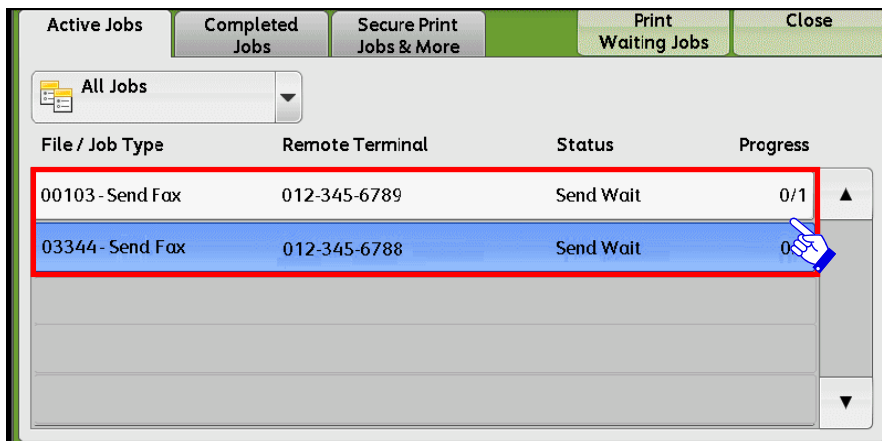 Active Jobs
Completed
Jobs
Secure Print
Jobs & More
Print
Waiting Jobs
Close
All Jobs
File / Job Type Remote Terminal Status Progress
00103 - Send Fax 012-345-6789 Send Wait 0/1
03344 - Send Fax 012-345-6788 Send Wait